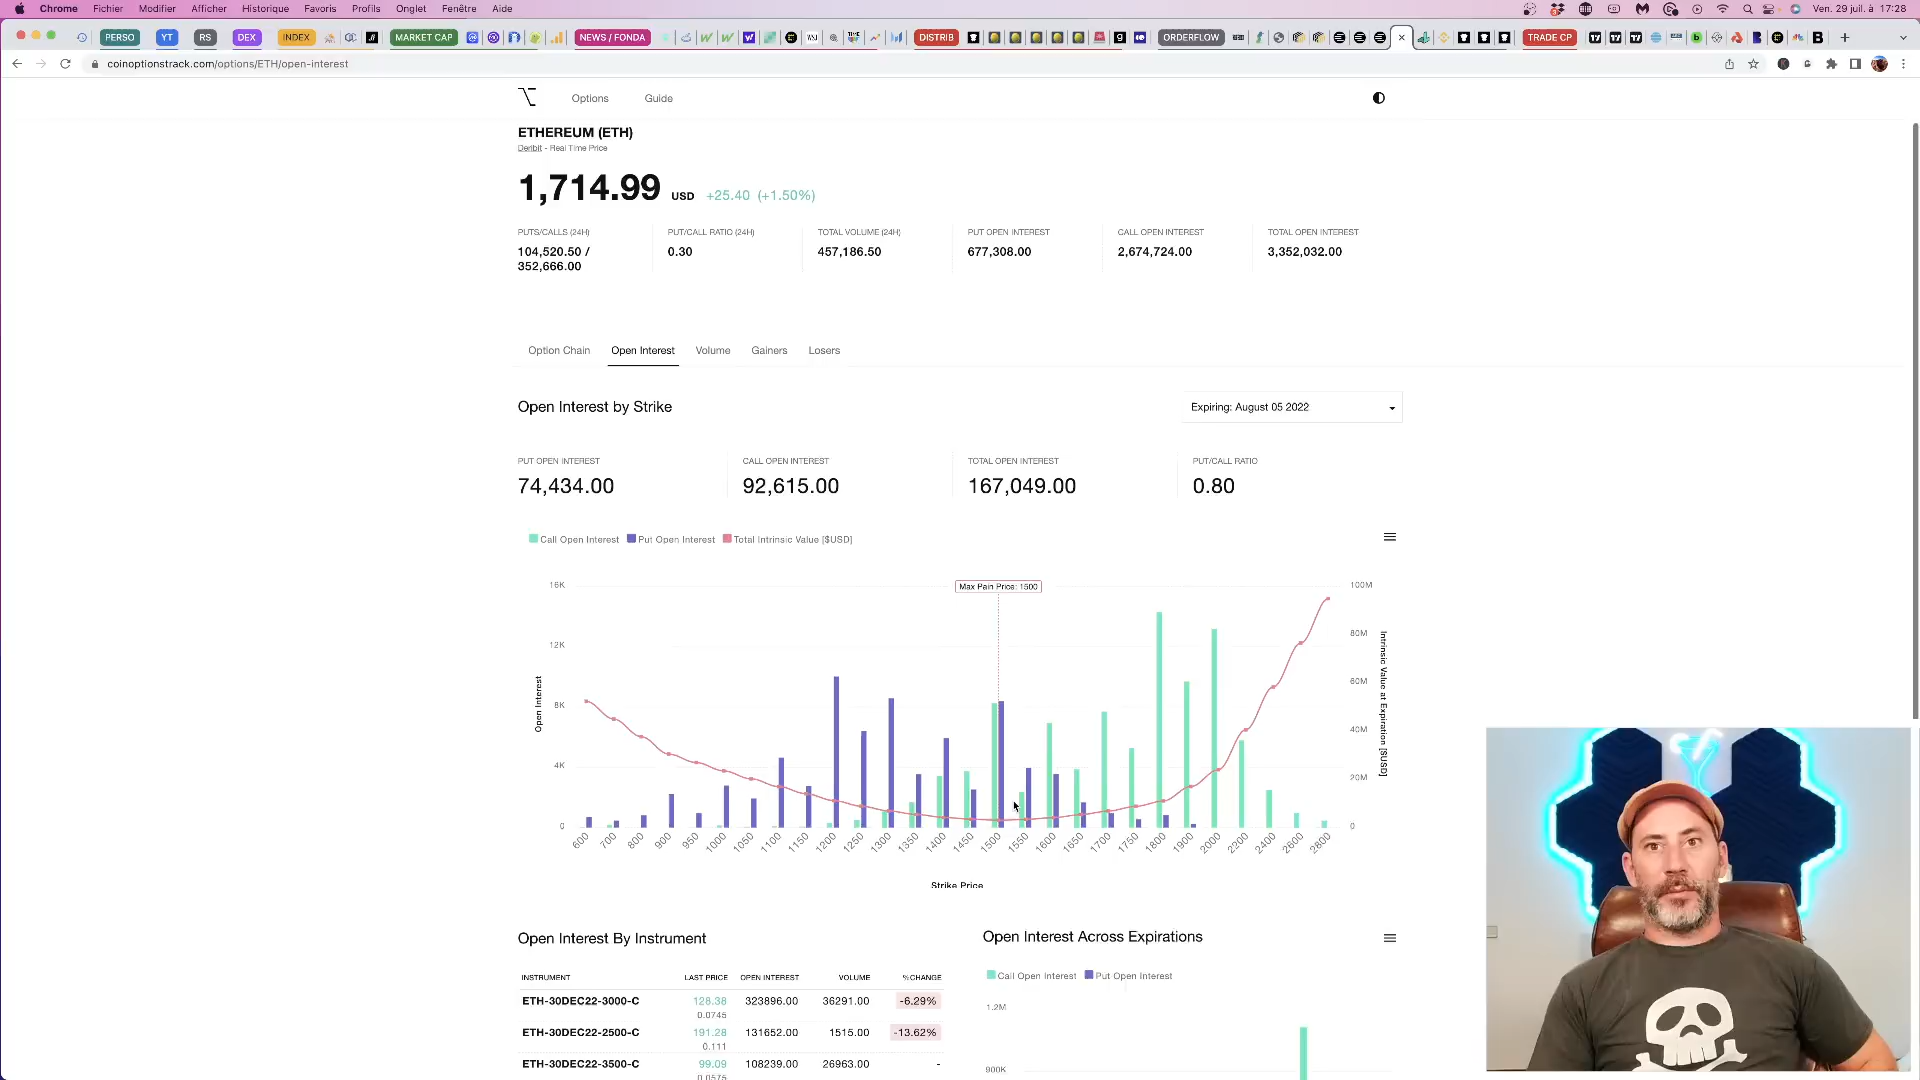 Chrome Fichier Modifier Afficher Historique Favoris Profils Onglet Fenêtre Aide Ven. 29 juil. à 17:28
PERSO YT RS DEX INDEX MARKET CAP NEWS / FONDA DISTRIB ORDERFLOW TRADE CP
coinoptionstrack.com/options/ETH/open-interest
Options Guide
ETHEREUM (ETH)
Deribit - Real Time Price
1,714.99 USD +25.40 (+1.50%)
PUTS/CALLS (24H) PUT/CALL RATIO (24H) TOTAL VOLUME (24H) PUT OPEN INTEREST CALL OPEN INTEREST TOTAL OPEN INTEREST
104,520.50 / 0.30 457,186.50 677,308.00 2,674,724.00 3,352,032.00
352,666.00
Option Chain Open Interest Volume Gainers Losers
Open Interest by Strike Expiring: August 05 2022
PUT OPEN INTEREST CALL OPEN INTEREST TOTAL OPEN INTEREST PUT/CALL RATIO
74,434.00 92,615.00 167,049.00 0.80
Call Open Interest Put Open Interest Total Intrinsic Value [$USD]
Max Pain Price: 1500
16K 100M
80M
12K
60M
8K
40M
4K
20M
0 0
Open Interest
Intrinsic Value at Expiration [$USD]
600 700 800 900 950 1000 1050 1100 1150 1200 1250 1300 1350 1400 1450 1500 1550 1600 1650 1700 1750 1800 1900 2000 2200 2400 2600 2800
Strike Price
Open Interest By Instrument
INSTRUMENT LAST PRICE OPEN INTEREST VOLUME %CHANGE
ETH-30DEC22-3000-C 128.38 323896.00 36291.00 -6.29%
0.0745
ETH-30DEC22-2500-C 191.28 131652.00 1515.00 -13.62%
0.111
ETH-30DEC22-3500-C 99.09 108239.00 26963.00 -
0.0575
Open Interest Across Expirations
Call Open Interest Put Open Interest
1.2M
900K